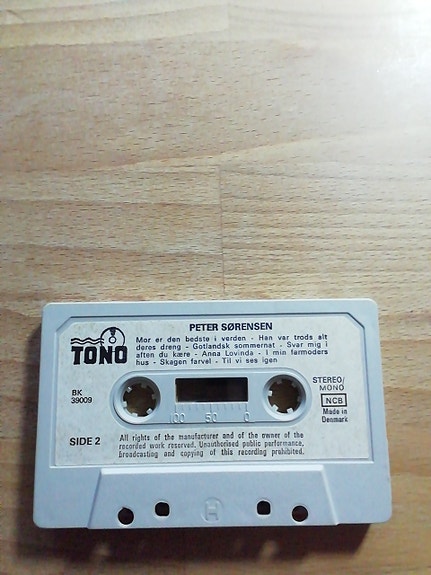 PETER SØRENSEN
TONO
Mor er den bedste i verden - Han var trods alt
deres dreng - Gotlandsk sommernat - Svar mig i
aften du kære - Anna Lovinda - I min farmoders
hus - Skagen farvel - Til vi ses igen
BK
39009
STEREO/
MONO
NCB
Made in
Denmark
100 50 0
SIDE 2
All rights of the manufacturer and of the owner of the
recorded work reserved. Unauthorised public performance,
broadcasting and copying of this recording prohibited.
H